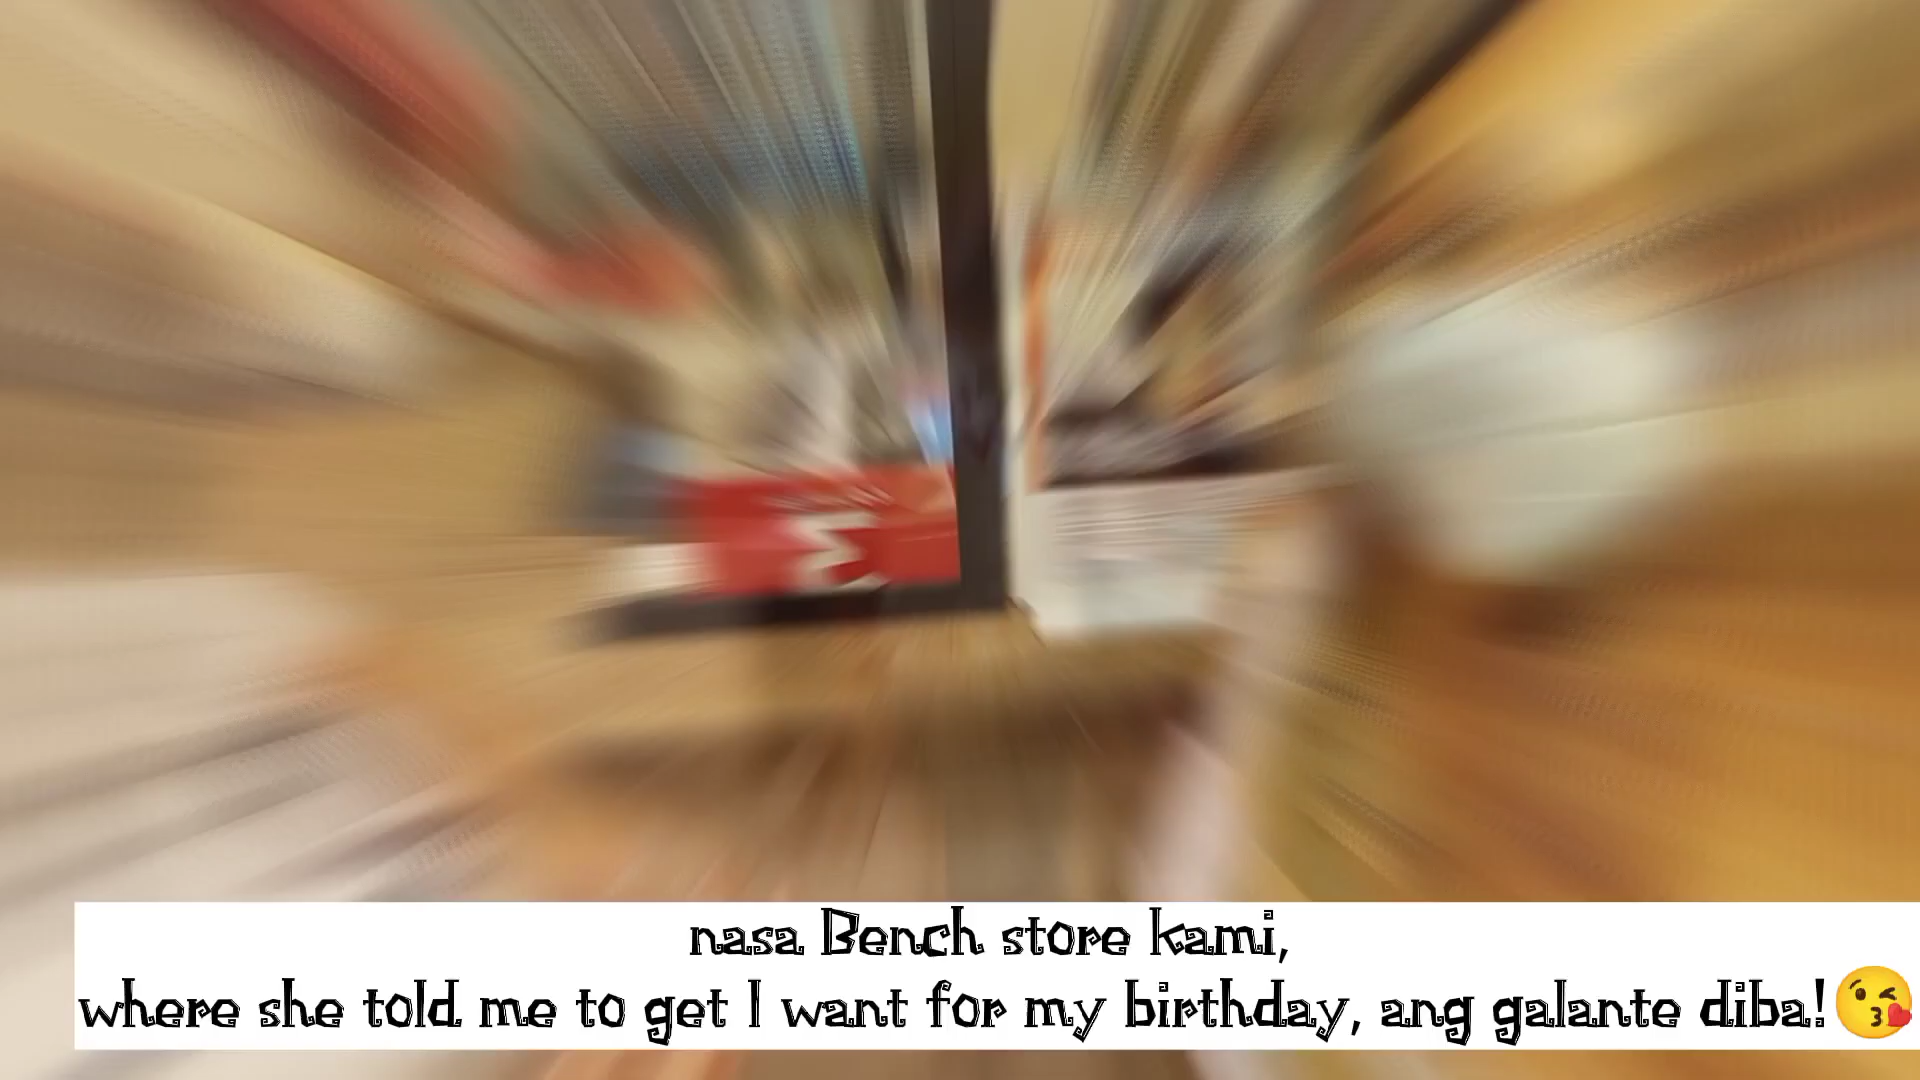 nasa Bench store kami,
where she told me to get I want for my birthday, ang galante diba!😘